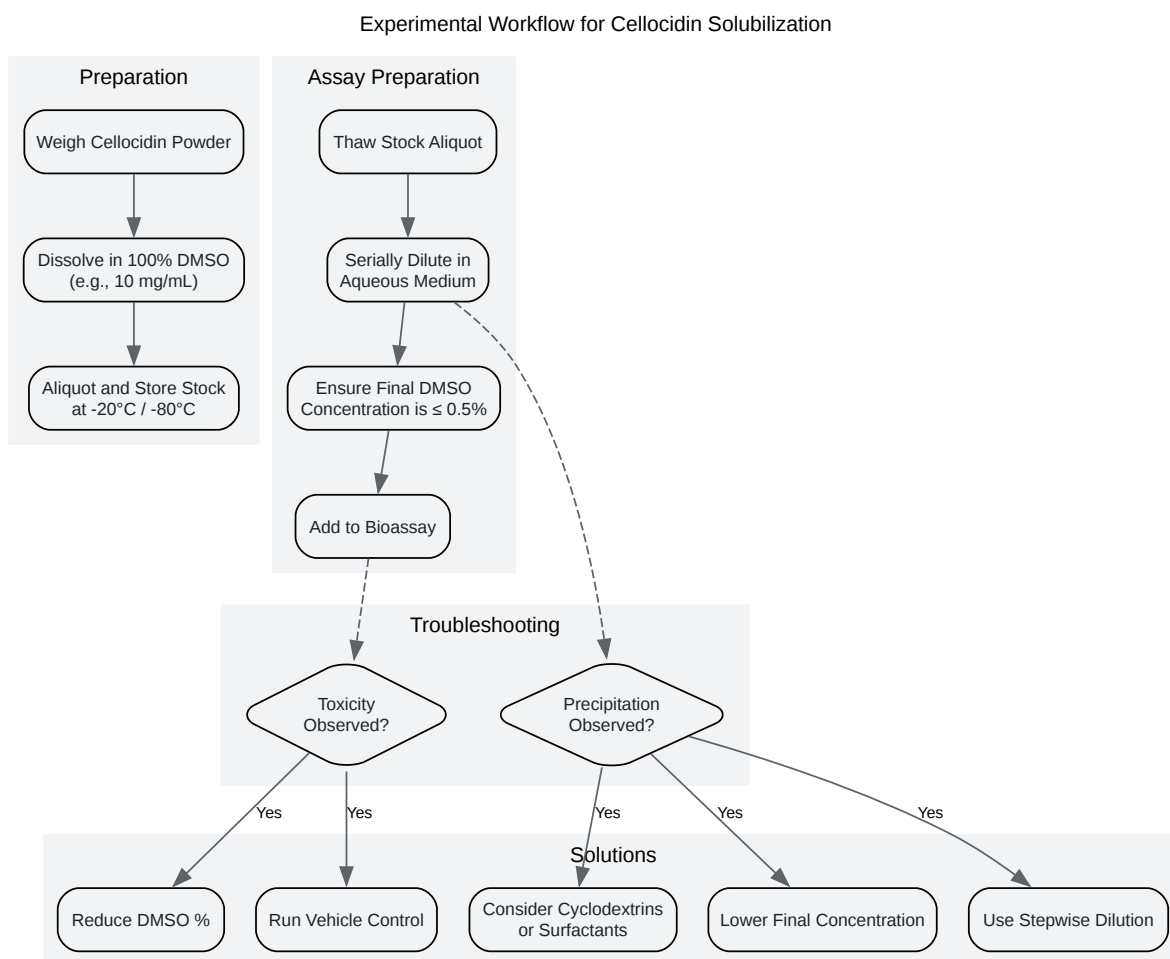 Experimental Workflow for Cellocidin Solubilization
Preparation
Weigh Cellocidin Powder
Dissolve in 100% DMSO
(e.g., 10 mg/mL)
Aliquot and Store Stock
at -20°C / -80°C
Assay Preparation
Thaw Stock Aliquot
Serially Dilute in
Aqueous Medium
Ensure Final DMSO
Concentration is ≤ 0.5%
Add to Bioassay
Troubleshooting
Toxicity
Observed?
Precipitation
Observed?
Yes
Yes
Yes
Yes
Yes
Solutions
Reduce DMSO %
Run Vehicle Control
Consider Cyclodextrins
or Surfactants
Lower Final Concentration
Use Stepwise Dilution